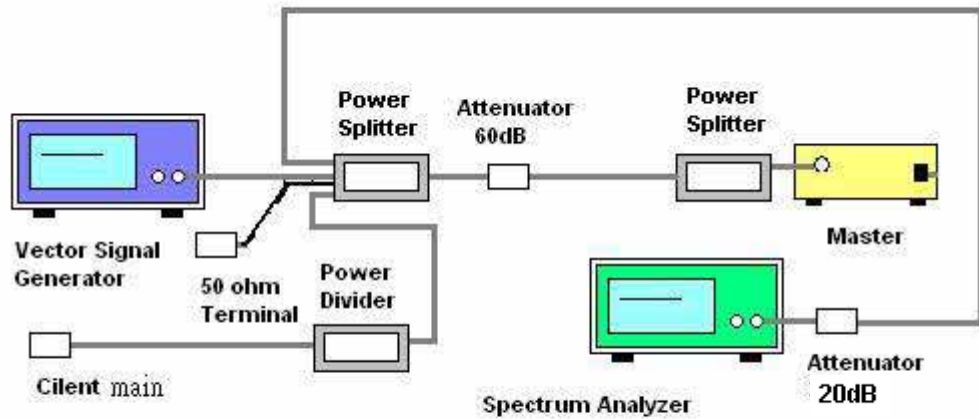 Power
Splitter
Attenuator
60dB
Power
Splitter
Vector Signal
Generator
50 ohm
Terminal
Power
Divider
Master
Cilent main
Attenuator
20dB
Spectrum Analyzer